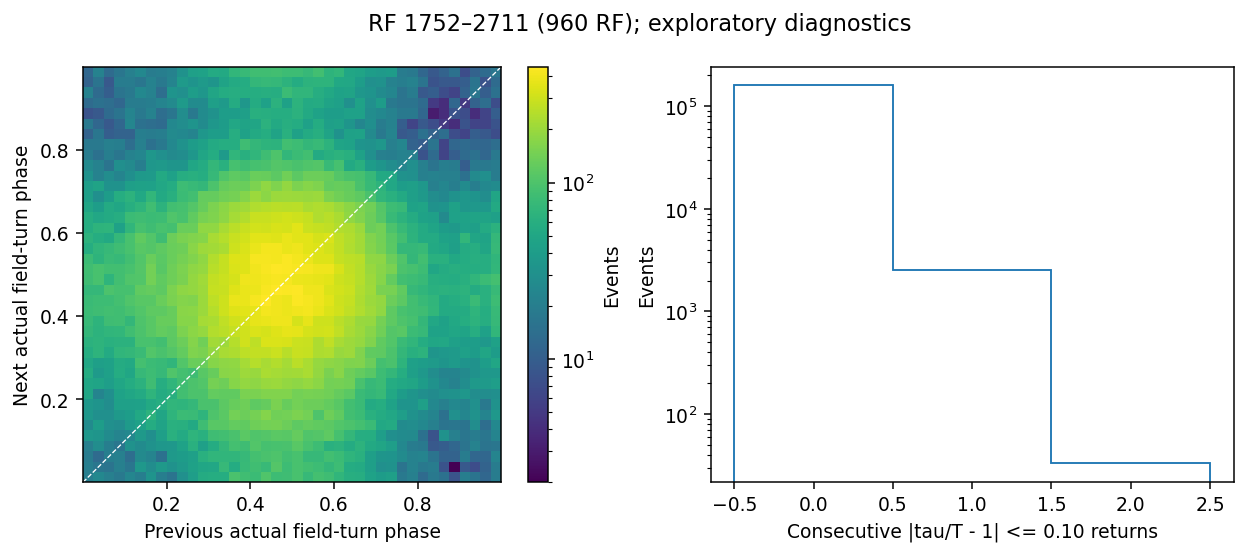 RF 1752–2711 (960 RF); exploratory diagnostics
Next actual field-turn phase
0.8
0.6
0.4
0.2
0.2 0.4 0.6 0.8
Previous actual field-turn phase
10²
10¹
Events
Events
10⁵
10⁴
10³
10²
−0.5 0.0 0.5 1.0 1.5 2.0 2.5
Consecutive |tau/T - 1| <= 0.10 returns